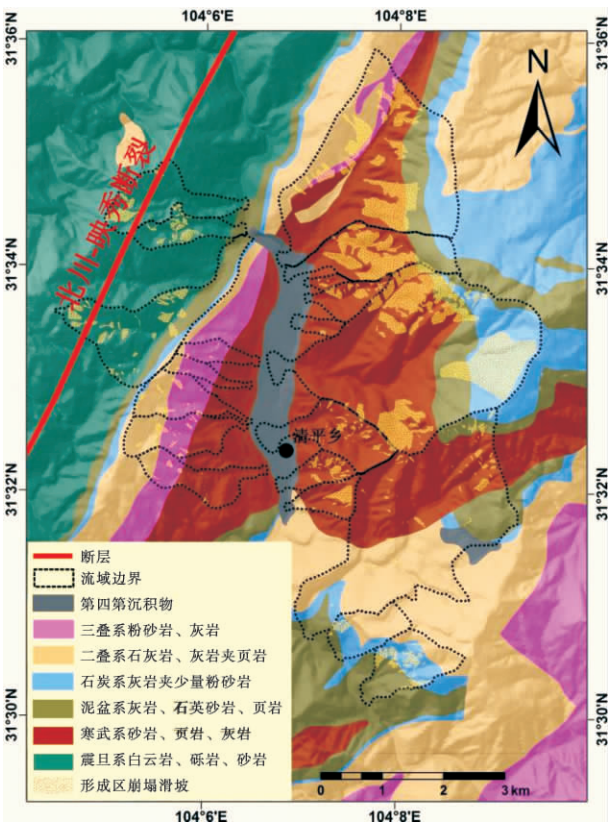 104°6′E
104°8′E
31°36′N
31°36′N
N
北川-映秀断裂
31°34′N
31°34′N
清平乡
31°32′N
31°32′N
断层
流域边界
第四第沉积物
三叠系粉砂岩、灰岩
二叠系石灰岩、灰岩夹页岩
石炭系灰岩夹少量粉砂岩
泥盆系灰岩、石英砂岩、页岩
寒武系砂岩、页岩、灰岩
震旦系白云岩、砾岩、砂岩
形成区崩塌滑坡
31°30′N
31°30′N
0 1 2 3 km
104°6′E
104°8′E